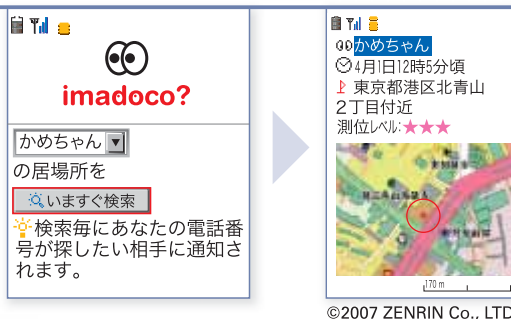 imadoco?
かめちゃん
の居場所を
いますぐ検索
検索毎にあなたの電話番
号が探したい相手に通知さ
れます。
かめちゃん
4月1日12時5分頃
東京都港区北青山
2丁目付近
測位レベル:★★★
170 m
©2007 ZENRIN Co., LTD